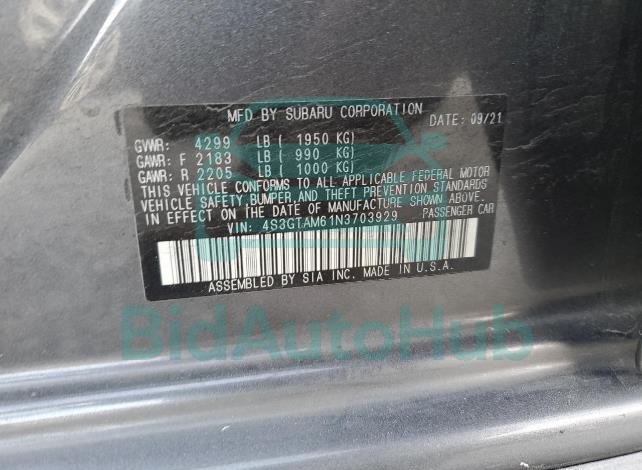 MFD BY SUBARU CORPORATION
DATE: 09/21
GVWR: 4299 LB ( 1950 KG)
GAWR: F 2183 LB ( 990 KG)
GAWR: R 2205 LB ( 1000 KG)
THIS VEHICLE CONFORMS TO ALL APPLICABLE FEDERAL MOTOR
VEHICLE SAFETY,BUMPER,AND THEFT PREVENTION STANDARDS
IN EFFECT ON THE DATE OF MANUFACTURE SHOWN ABOVE.
VIN: 4S3GTAM61N3703929 PASSENGER CAR
ASSEMBLED BY SIA INC. MADE IN U.S.A.
BidAutoHub